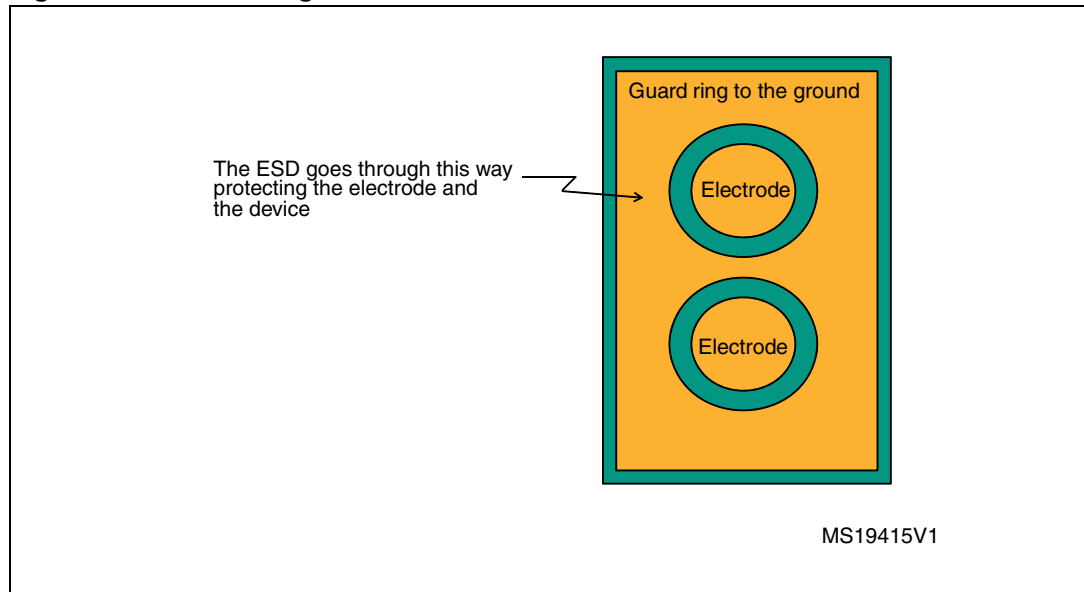 Guard ring to the ground
The ESD goes through this way
protecting the electrode and
the device
Electrode
Electrode
MS19415V1